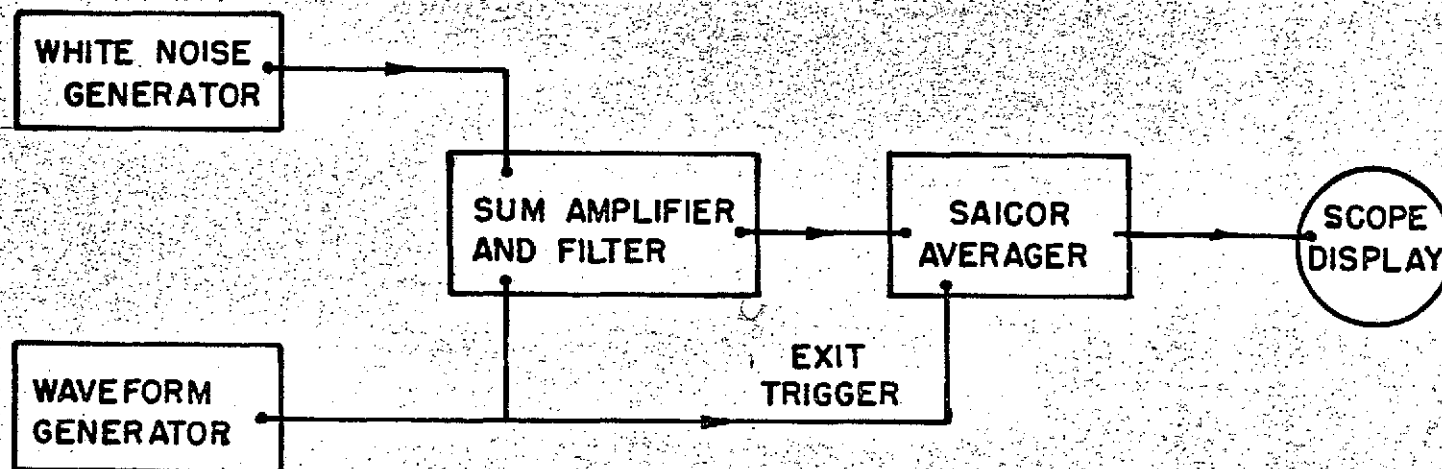 WHITE NOISE
GENERATOR
SUM AMPLIFIER
AND FILTER
SAICOR
AVERAGER
SCOPE
DISPLAY
EXIT
TRIGGER
WAVEFORM
GENERATOR